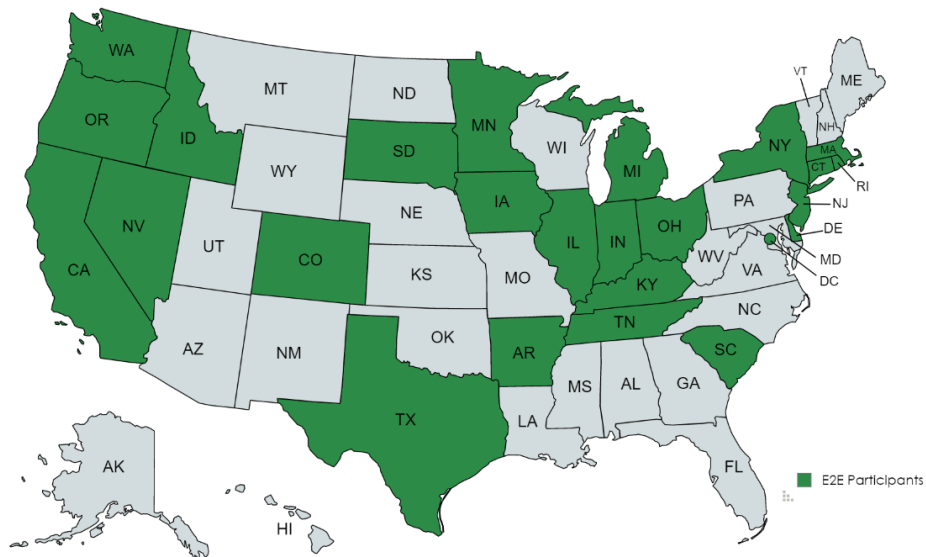 WA
MT
ND
MN
VT
ME
OR
ID
SD
WI
MI
NY
NH
MA
CT
RI
WY
IA
NE
PA
NJ
NV
UT
CO
IL
IN
OH
DE
MD
DC
CA
KS
MO
WV
VA
KY
NC
TN
AZ
NM
OK
AR
SC
MS
AL
GA
TX
LA
AK
FL
HI
E2E Participants